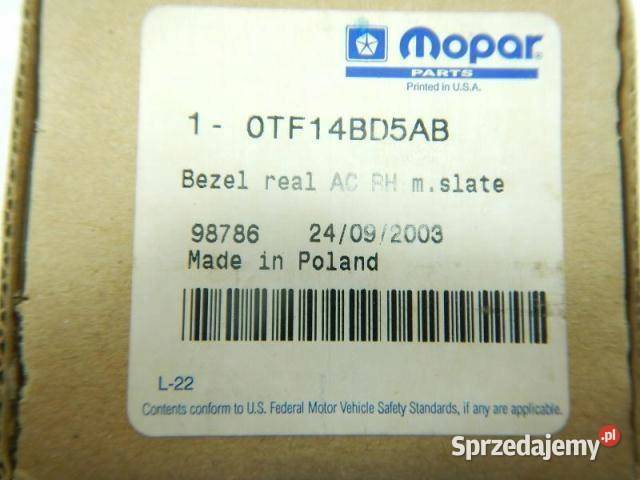 Mopar
PARTS
Printed in U.S.A.
1 - 0TF14BD5AB
Bezel real AC RH m.slate
98786 24/09/2003
Made in Poland
L-22
Contents conform to U.S. Federal Motor Vehicle Safety Standards, if any are applicable.
Sprzedajemy.pl